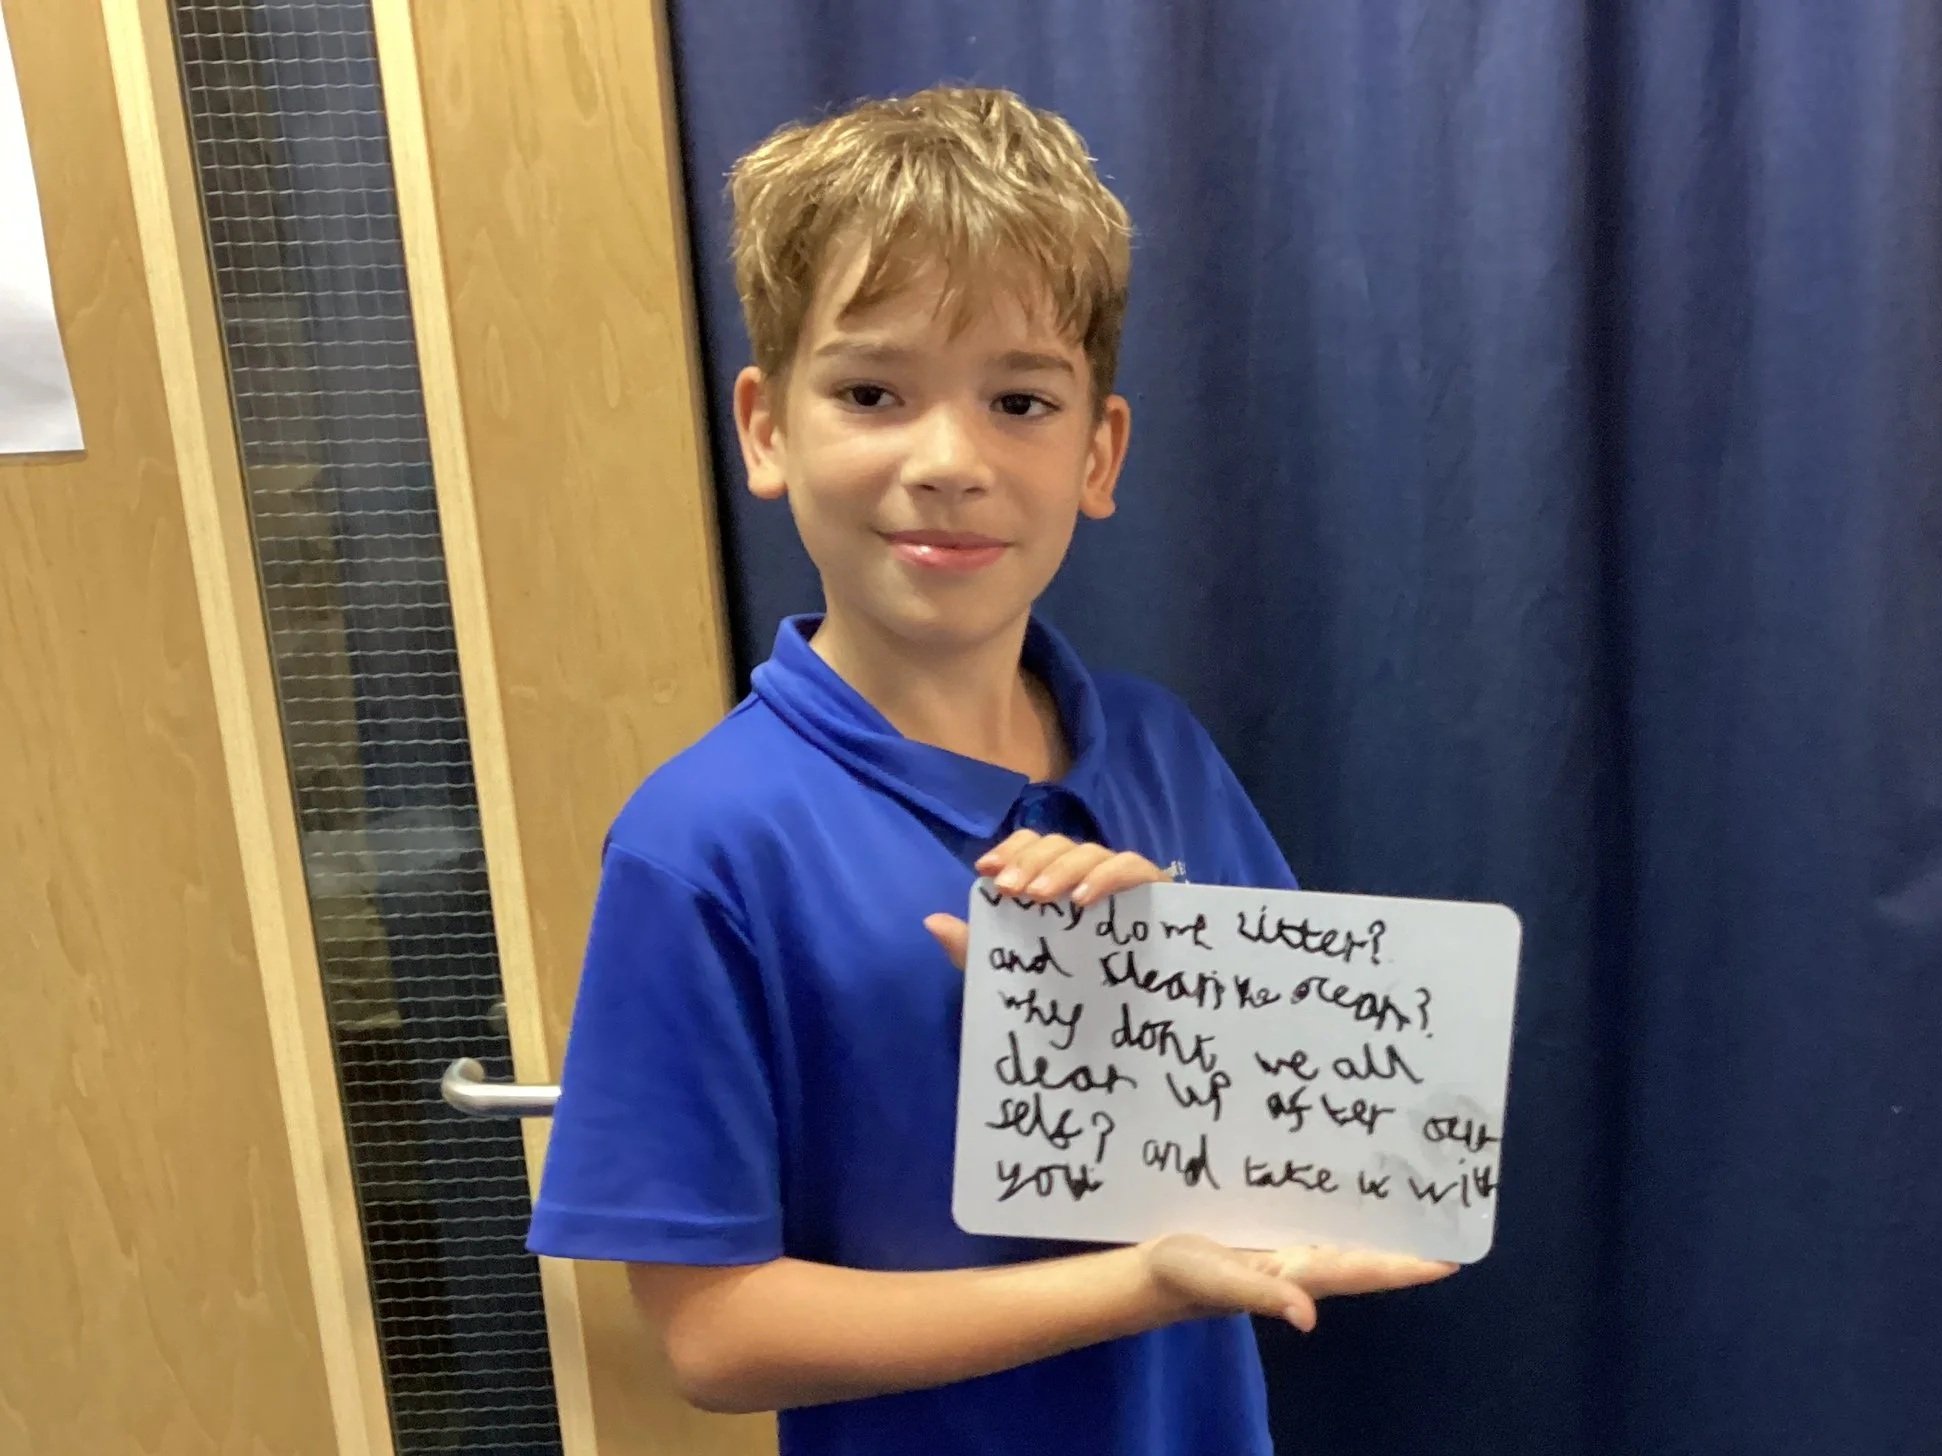 why do we litter?
and clean the ocean?
why dont we all
clear up after our
self? and take it with
you